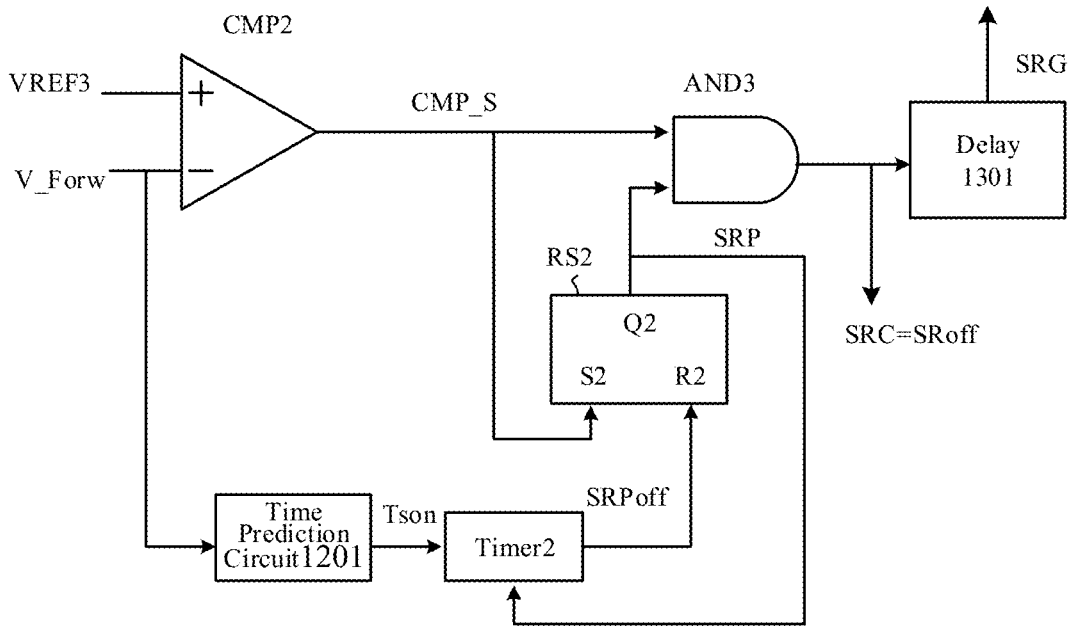 CMP2
VREF3
+
V_Forw
−
CMP_S
AND3
SRG
Delay
1301
SRP
RS2
Q2
S2
R2
SRC=SRoff
SRPoff
Time
Prediction
Circuit1201
Tson
Timer2